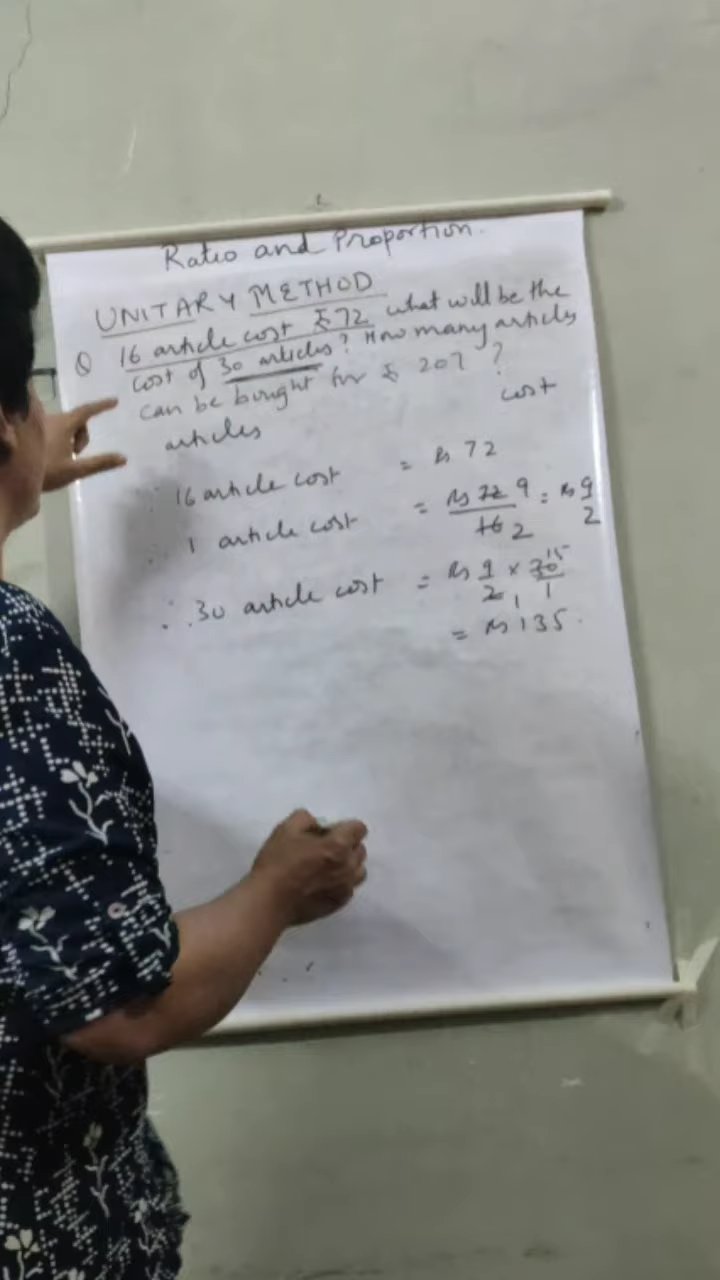 Ratio and Proportion.
UNITARY METHOD
Q 16 article cost ₹72 what will be the
cost of 30 articles? How many articles
can be bought for ₹ 207 ?
articles cost
∴ 16 article cost = Rs 72
∴ 1 article cost = Rs 72 9 / 16 2 = Rs 9/2
∴ 30 article cost = Rs 9/2 1 × 30 15 / 1
= Rs 135.